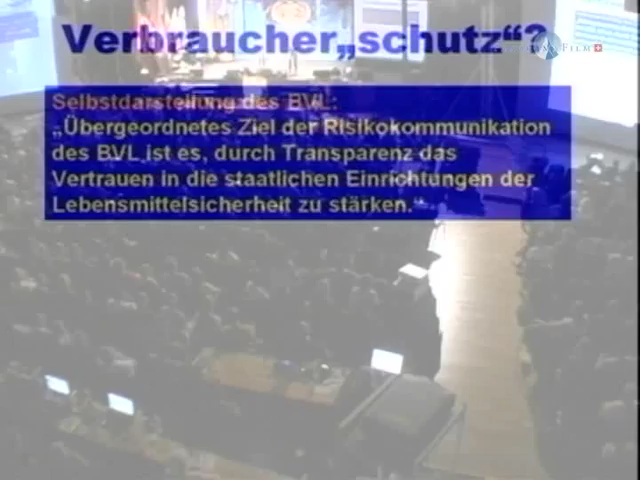 Verbraucher„schutz“?
Selbstdarstellung des BVL:
„Übergeordnetes Ziel der Risikokommunikation
des BVL ist es, durch Transparenz das
Vertrauen in die staatlichen Einrichtungen der
Lebensmittelsicherheit zu stärken.“
FILM